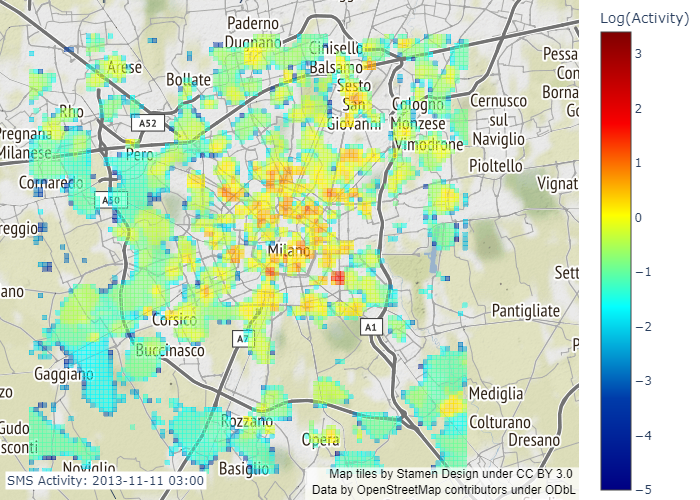 Log(Activity)
3
2
1
0
−1
−2
−3
−4
−5
Paderno
Dugnano
Cinisello
Balsamo
Pessa
Con
Borna
Go
Arese
Bollate
Sesto
San
Giovanni
Cologno
Monzese
Cernusco
sul
Naviglio
Rho
A52
Pregnana
Milanese
Pero
Vimodrone
Pioltello
Cornaredo
A50
Vignat
reggio
Milano
Sett
ano
Pantigliate
Corsico
A7
A1
Buccinasco
P
Gaggiano
zo
Mediglia
Rozzano
Colturano
Gudo
sconti
Opera
Dresano
Noviglio
Basiglio
SMS Activity: 2013-11-11 03:00
Map tiles by Stamen Design under CC BY 3.0
Data by OpenStreetMap contributors under ODbL